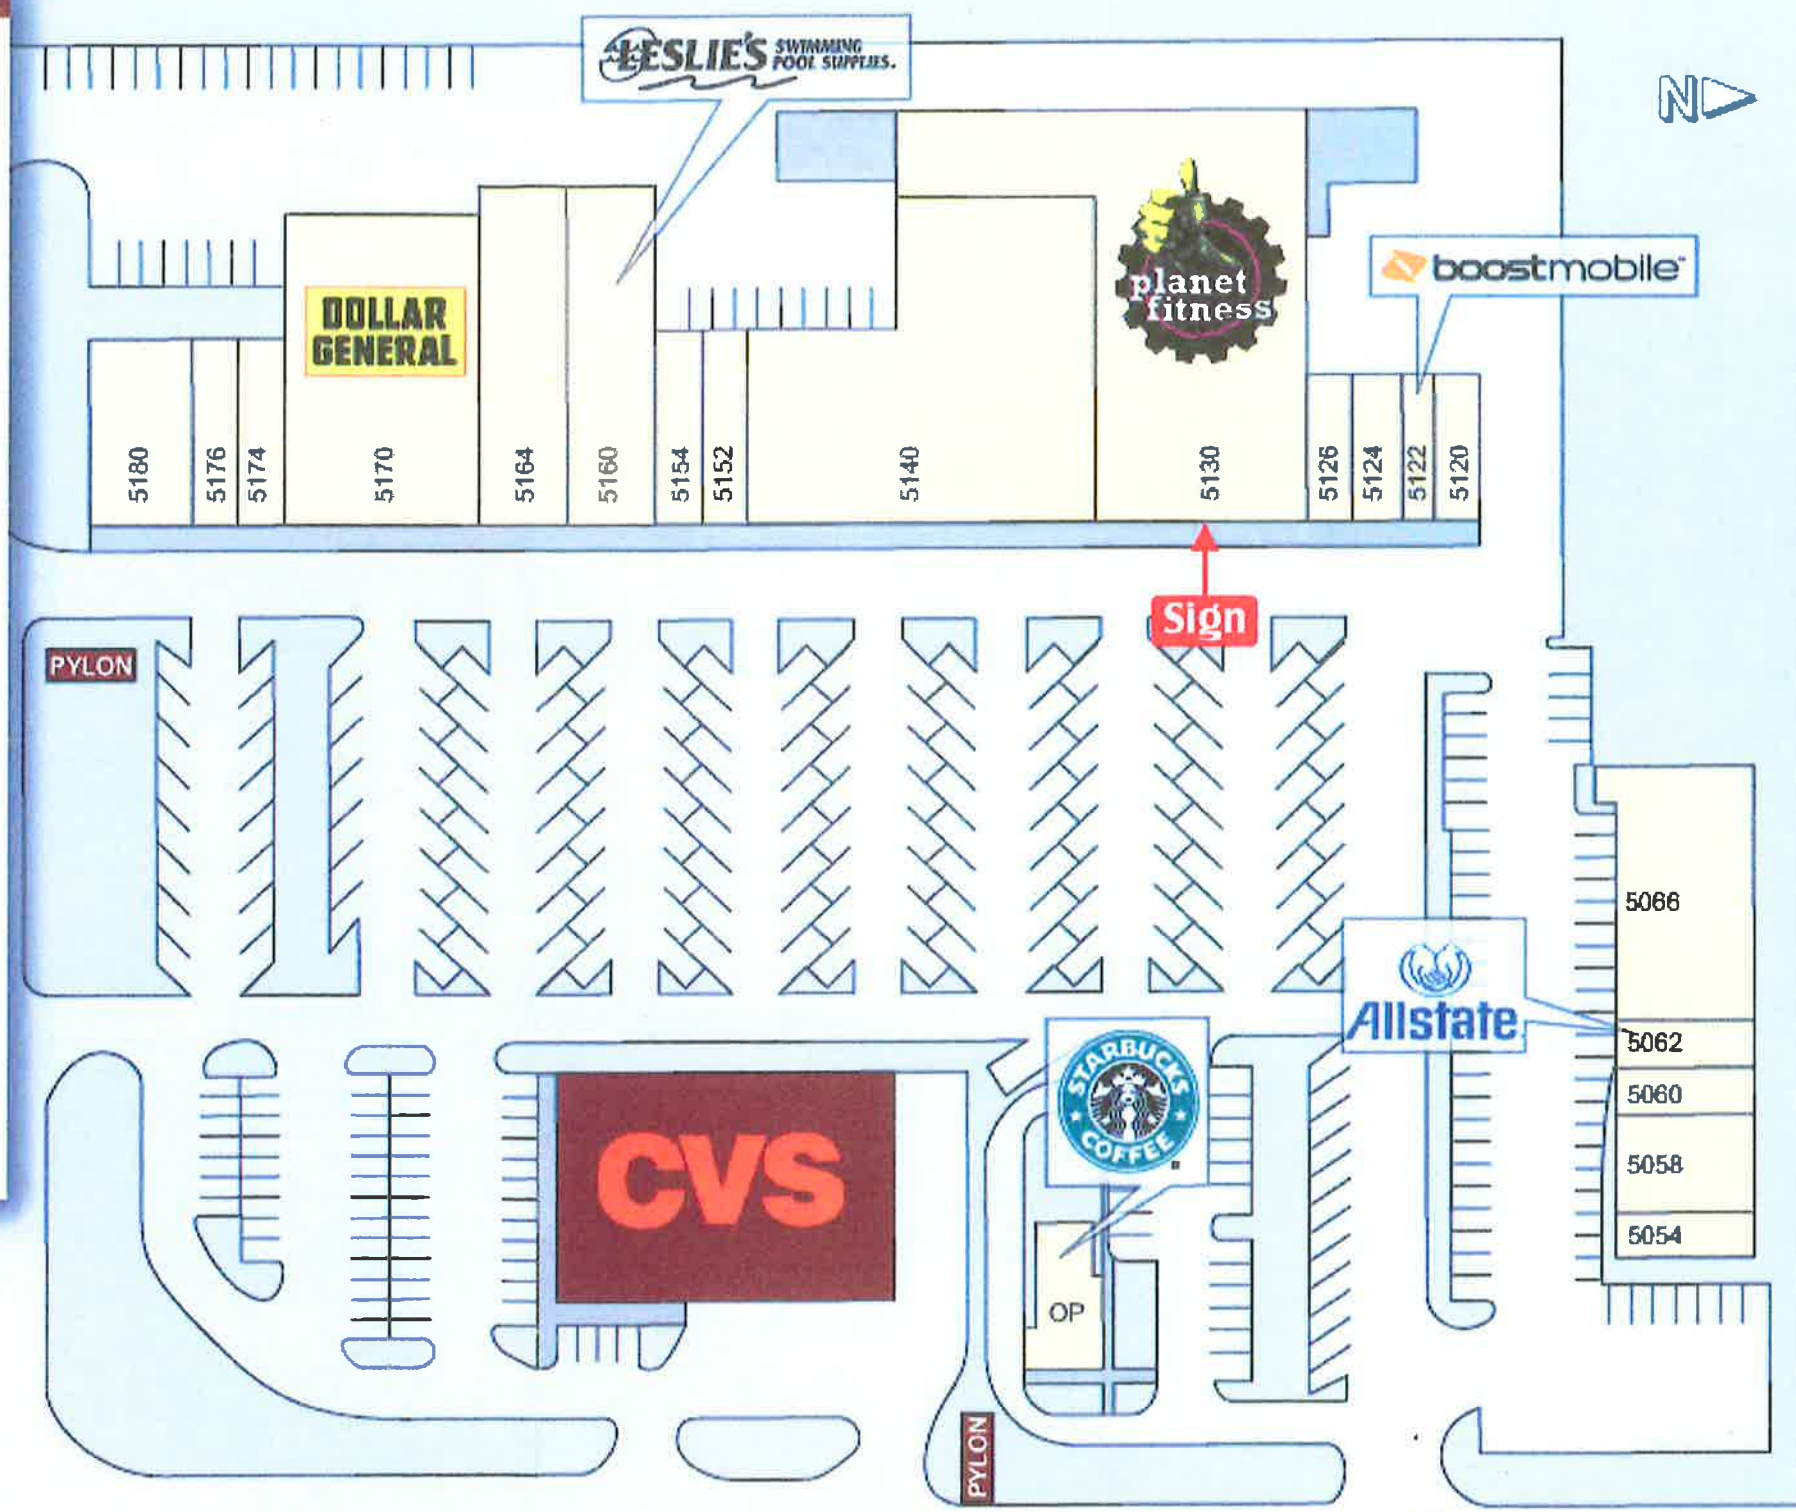 LESLIE'S SWIMMING
POOL SUPPLIES.
N
boostmobile
DOLLAR
GENERAL
planet
fitness
5180
5176
5174
5170
5164
5160
5154
5152
5140
5130
5126
5124
5122
5120
Sign
PYLON
5066
Allstate
5062
5060
5058
5054
STARBUCKS
COFFEE
CVS
OP
PYLON